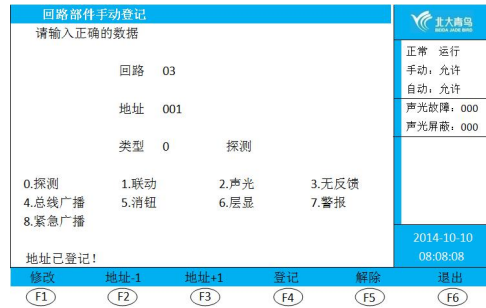 回路部件手动登记
请输入正确的数据
回路 03
地址 001
类型 0 探测
0.探测 1.联动 2.声光 3.无反馈
4.总线广播 5.消钮 6.层显 7.警报
8.紧急广播
地址已登记！
北大青鸟
BEIDA JADE BIRD
正常 运行
手动：允许
自动：允许
声光故障：000
声光屏蔽：000
2014-10-10
08:08:08
修改 地址-1 地址+1 登记 解除 退出
F1 F2 F3 F4 F5 F6